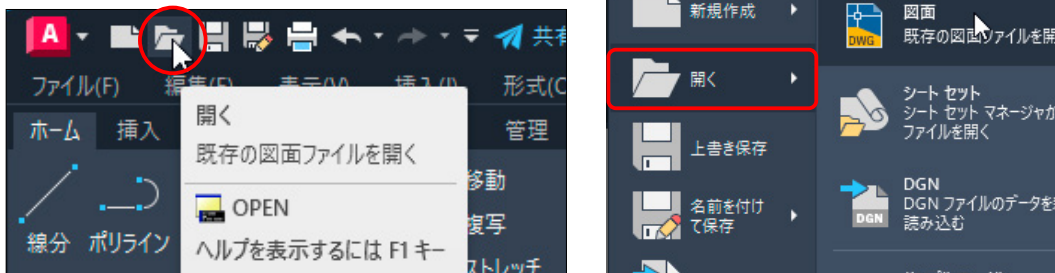 A
共有
ファイル(F)
編集(E)
表示(V)
挿入(I)
形式(O
ホーム
挿入
管理
開く
既存の図面ファイルを開く
OPEN
ヘルプを表示するには F1 キー
移動
複写
ストレッチ
線分
ポリライン
新規作成
開く
上書き保存
名前を付け
て保存
DWG
図面
既存の図面ファイルを開
シート セット
シート セット マネージャが
ファイルを開く
DGN
DGN
DGN ファイルのデータを
読み込む